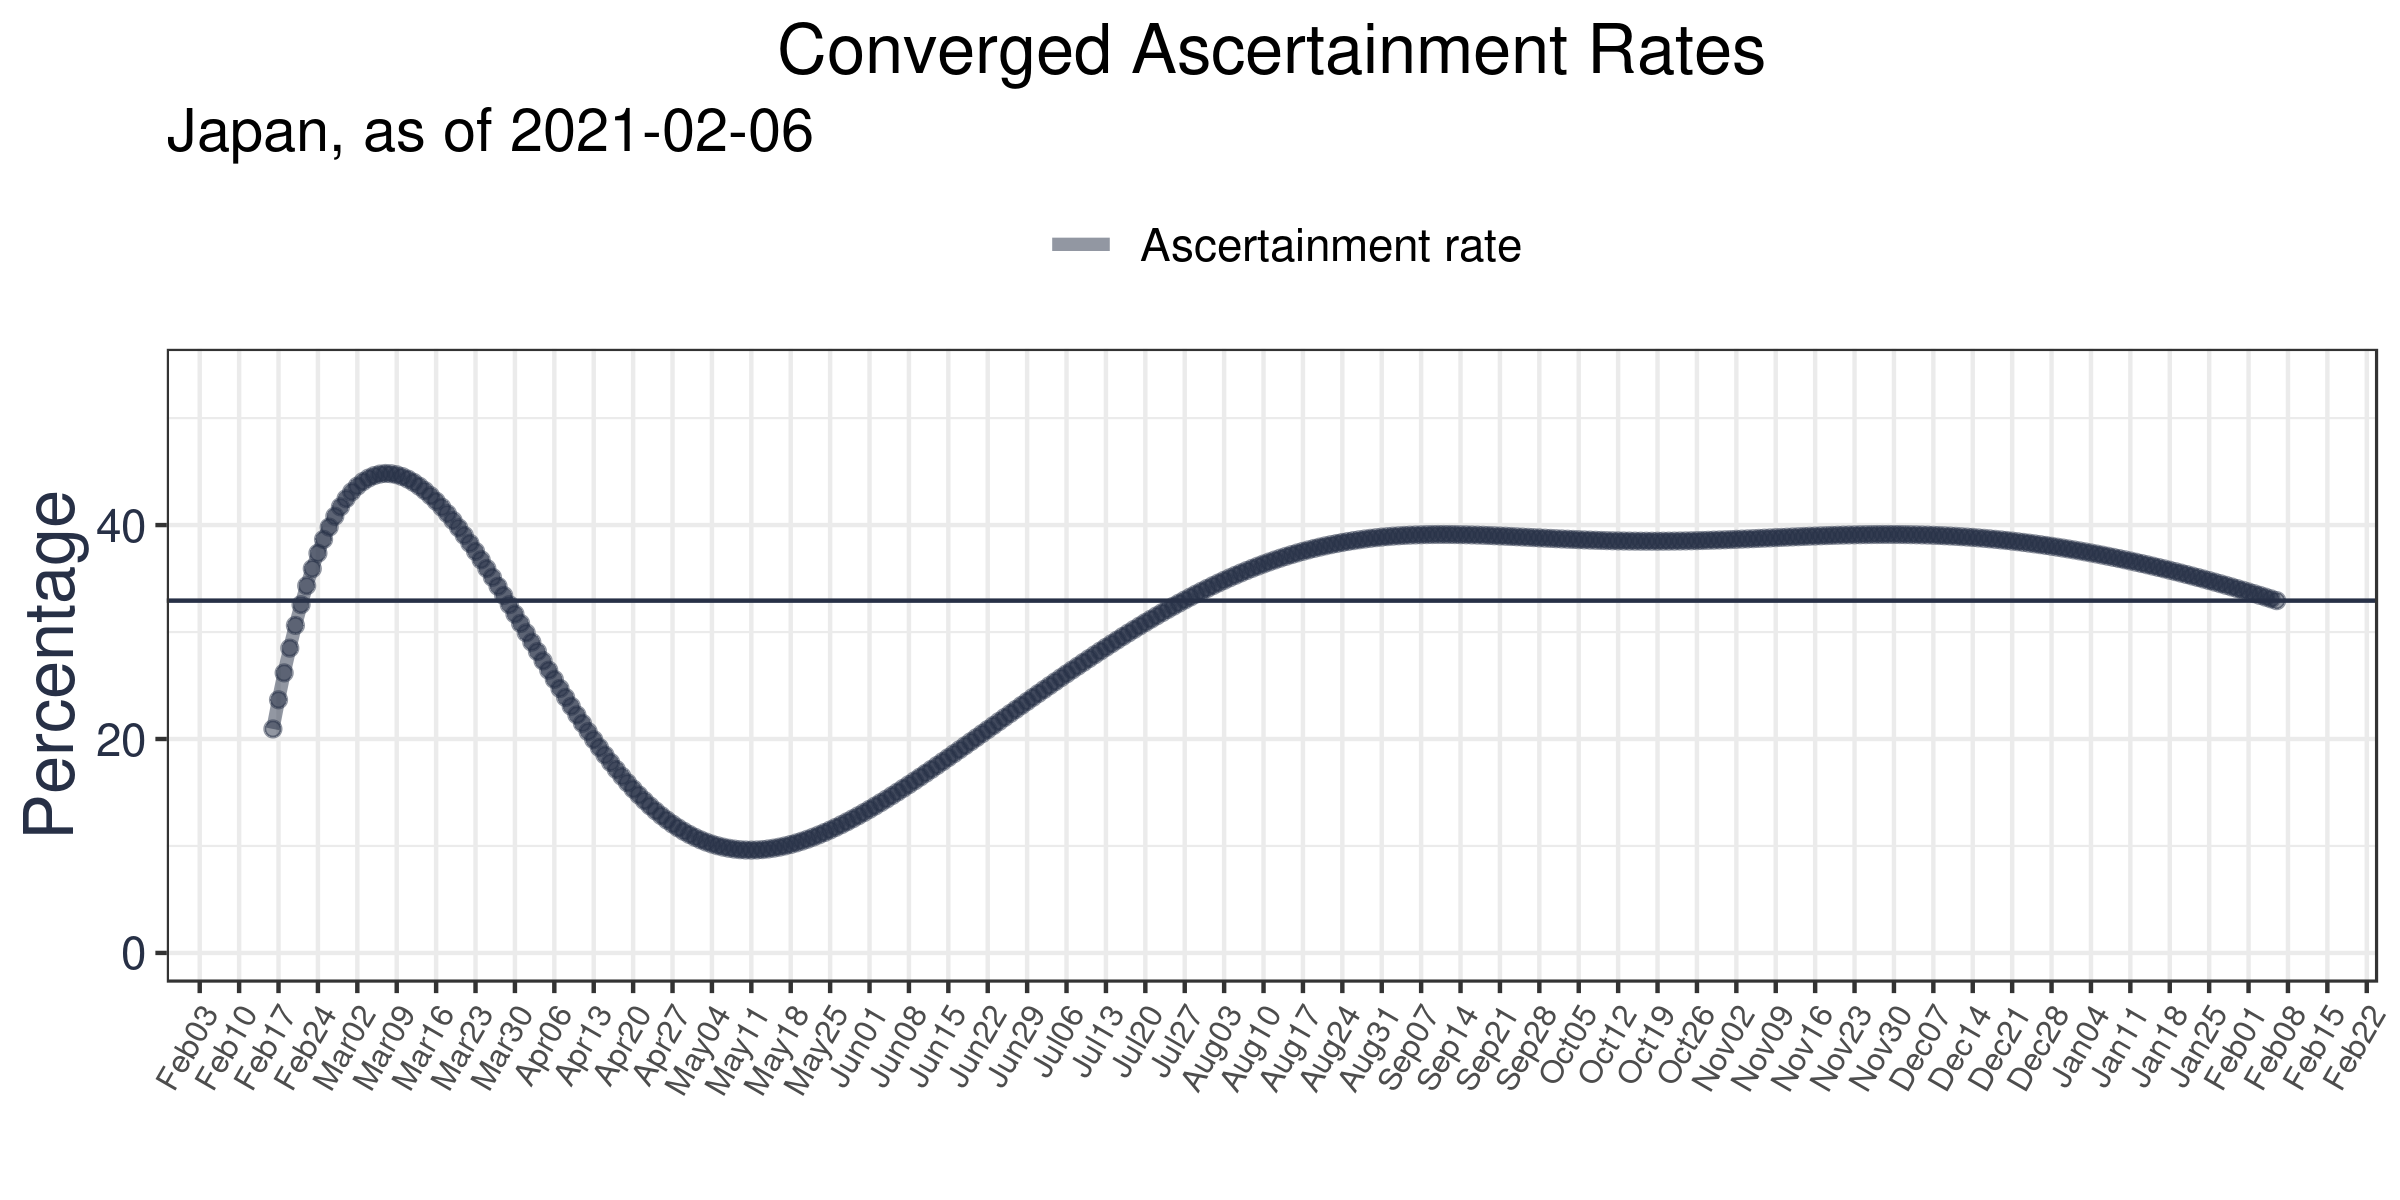 Converged Ascertainment Rates
Japan, as of 2021-02-06
Ascertainment rate
Percentage
40
20
0
Feb03
Feb10
Feb17
Feb24
Mar02
Mar09
Mar16
Mar23
Mar30
Apr06
Apr13
Apr20
Apr27
May04
May11
May18
May25
Jun01
Jun08
Jun15
Jun22
Jun29
Jul06
Jul13
Jul20
Jul27
Aug03
Aug10
Aug17
Aug24
Aug31
Sep07
Sep14
Sep21
Sep28
Oct05
Oct12
Oct19
Oct26
Nov02
Nov09
Nov16
Nov23
Nov30
Dec07
Dec14
Dec21
Dec28
Jan04
Jan11
Jan18
Jan25
Feb01
Feb08
Feb15
Feb22